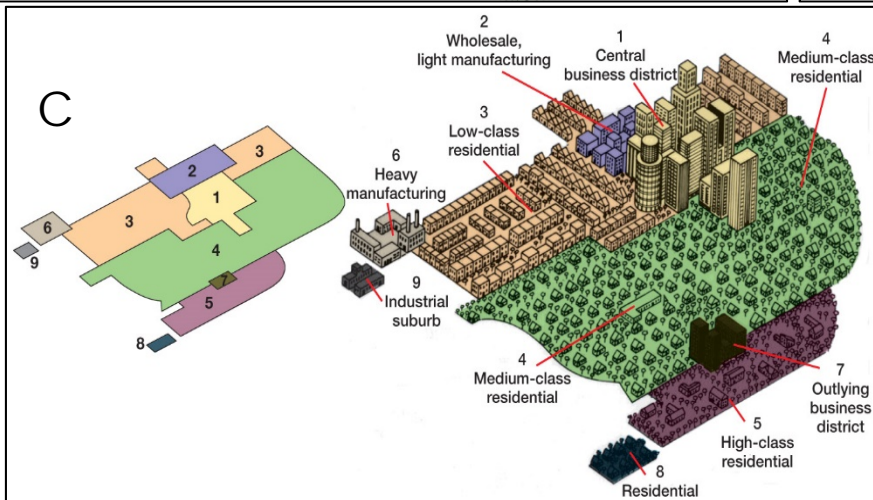 C
2
3
1
3
6
4
9
7
5
8
2
Wholesale,
light manufacturing
1
Central
business district
4
Medium-class
residential
3
Low-class
residential
6
Heavy
manufacturing
9
Industrial
suburb
4
Medium-class
residential
7
Outlying
business
district
5
High-class
residential
8
Residential